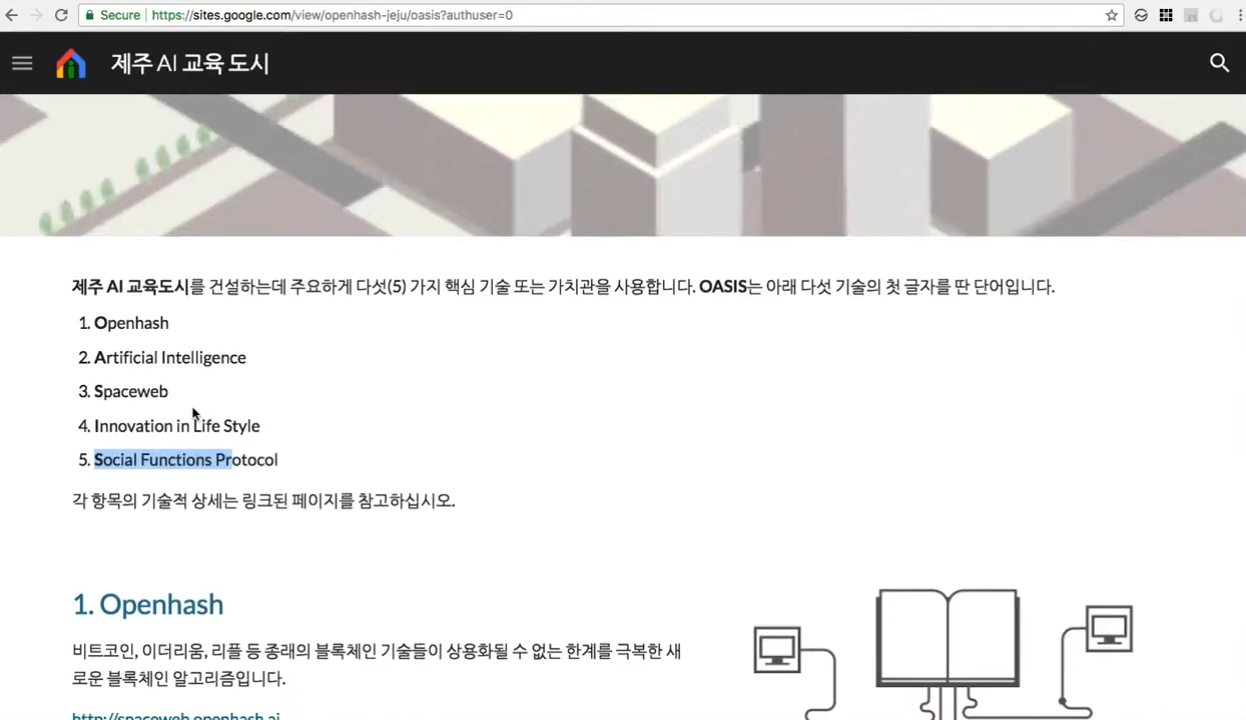 Secure https://sites.google.com/view/openhash-jeju/oasis?authuser=0
제주 AI 교육 도시
제주 AI 교육도시를 건설하는데 주요하게 다섯(5) 가지 핵심 기술 또는 가치관을 사용합니다. OASIS는 아래 다섯 기술의 첫 글자를 딴 단어입니다.
1. Openhash
2. Artificial Intelligence
3. Spaceweb
4. Innovation in Life Style
5. Social Functions Protocol
각 항목의 기술적 상세는 링크된 페이지를 참고하십시오.
1. Openhash
비트코인, 이더리움, 리플 등 종래의 블록체인 기술들이 상용화될 수 없는 한계를 극복한 새
로운 블록체인 알고리즘입니다.
http://spaceweb.openhash.ai